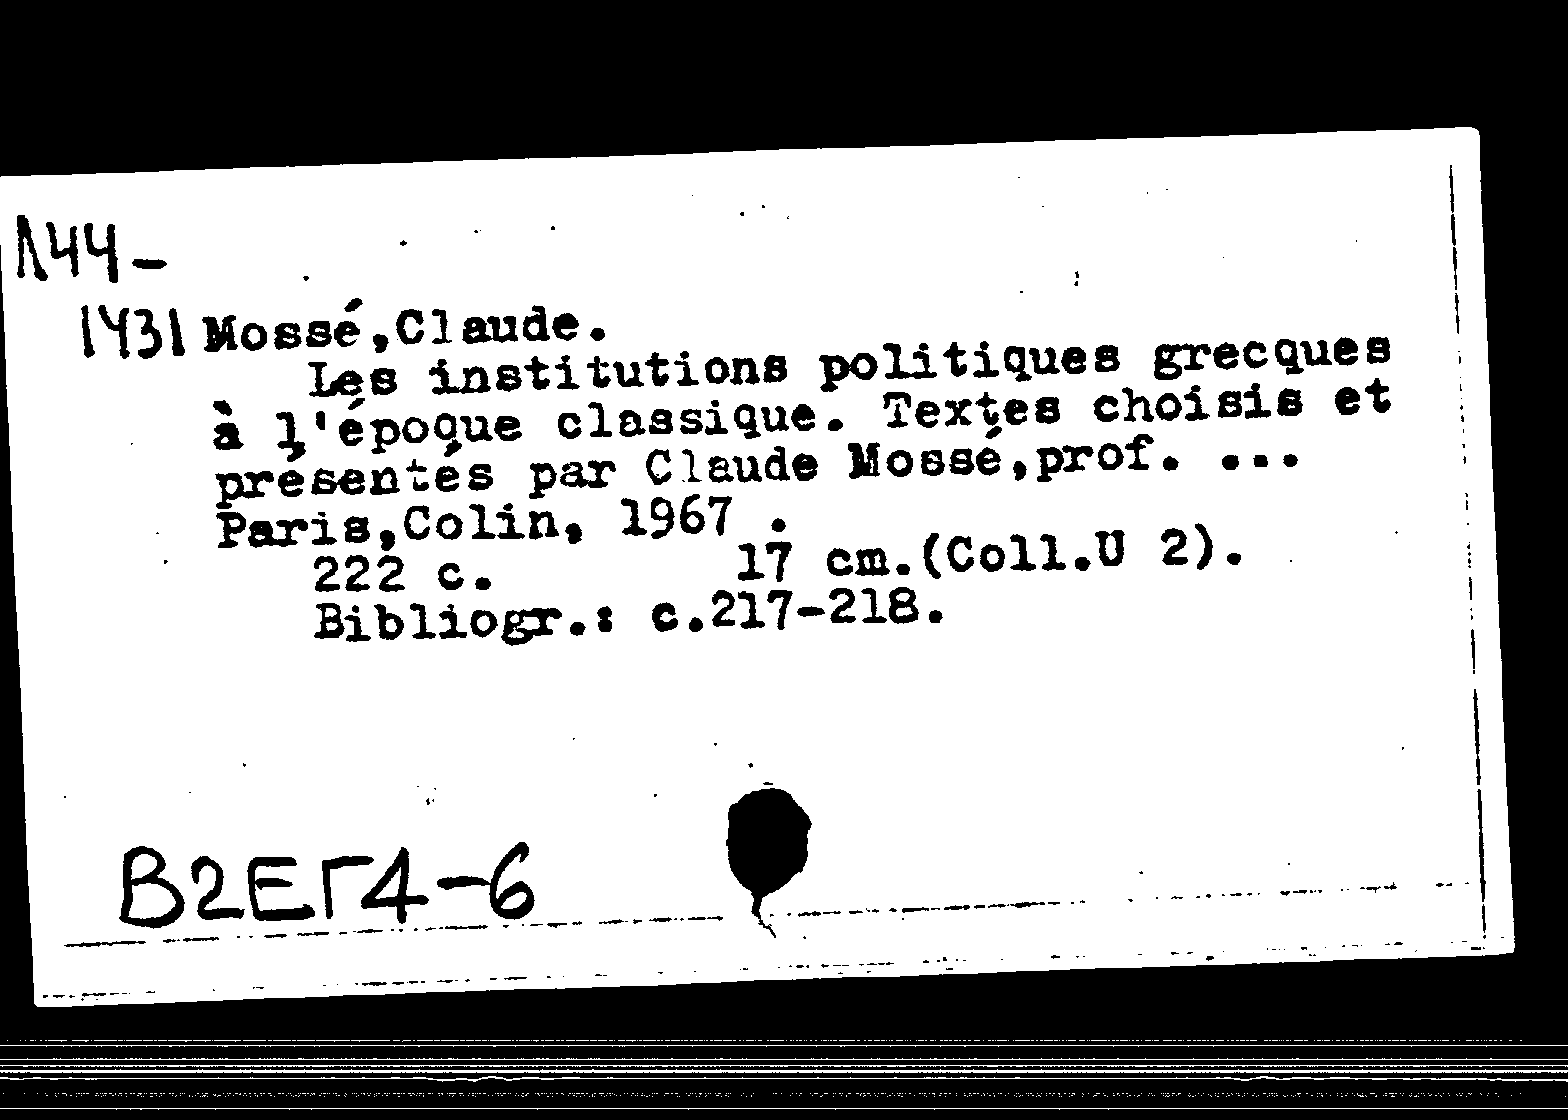 Л44-
1431 Mossé,Claude.
Les institutions politiques grecques
à l'époque classique. Textes choisis et
présentés par Claude Mossé,prof. ...
Paris,Colin, 1967 .
222 c. 17 cm.(Coll.U 2).
Bibliogr.: c.217-218.
В2ЕГ4-6